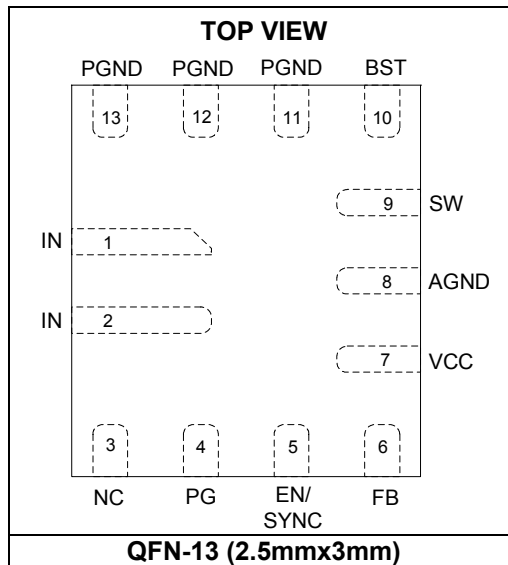 TOP VIEW
PGND PGND PGND BST
13 12 11 10
9 SW
IN 1
8 AGND
IN 2
7 VCC
3 4 5 6
NC PG EN/ FB
SYNC
QFN-13 (2.5mmx3mm)